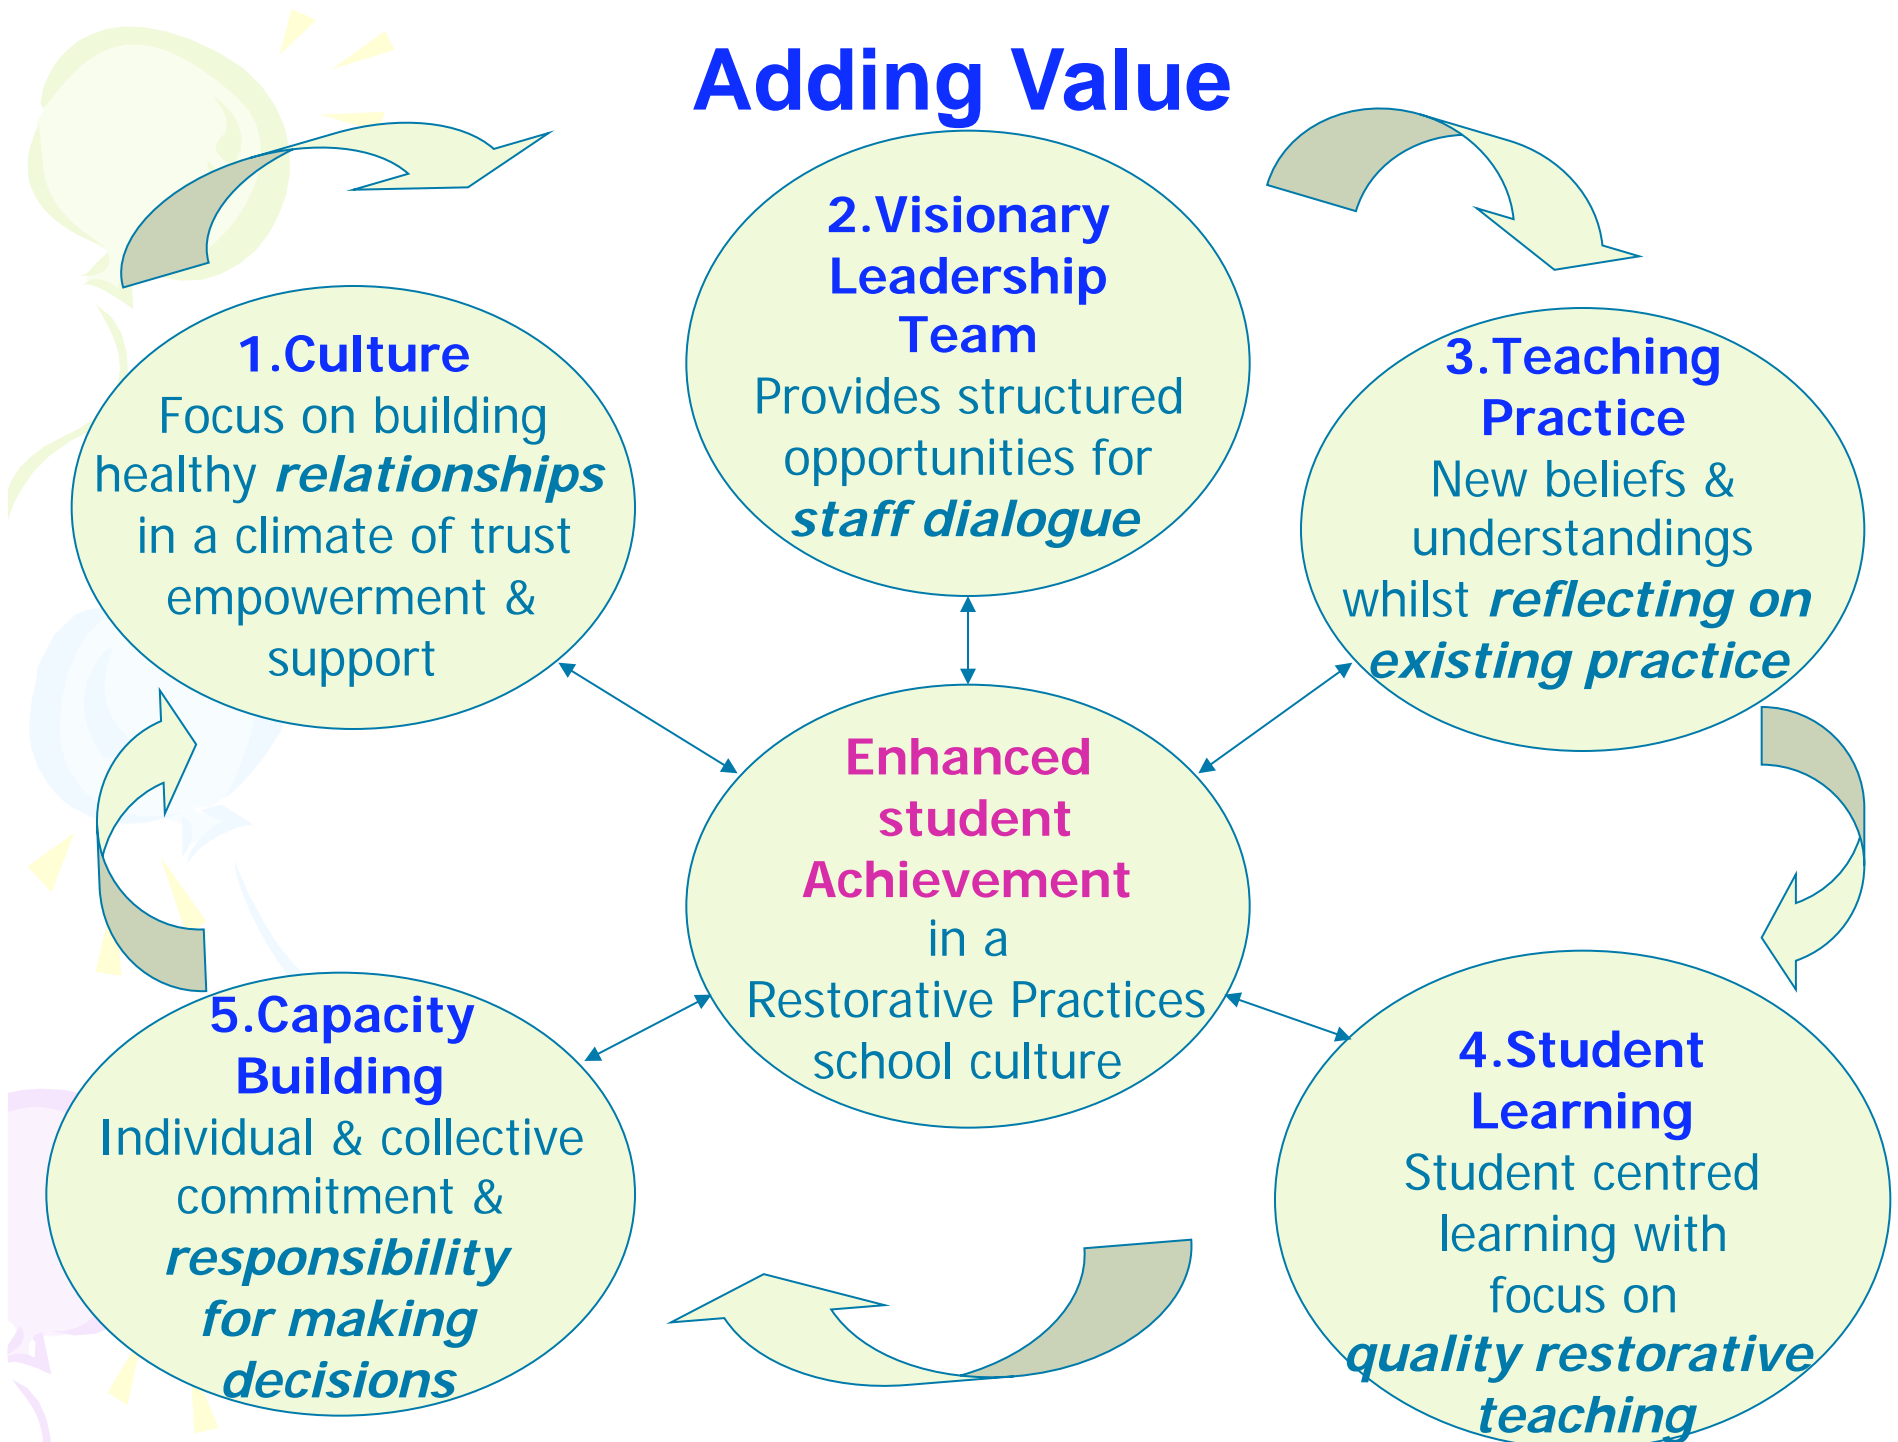 Adding Value
1.Culture
Focus on building
healthy relationships
in a climate of trust
empowerment &
support
2.Visionary
Leadership
Team
Provides structured
opportunities for
staff dialogue
3.Teaching
Practice
New beliefs &
understandings
whilst reflecting on
existing practice
Enhanced
student
Achievement
in a
Restorative Practices
school culture
5.Capacity
Building
Individual & collective
commitment &
responsibility
for making
decisions
4.Student
Learning
Student centred
learning with
focus on
quality restorative
teaching